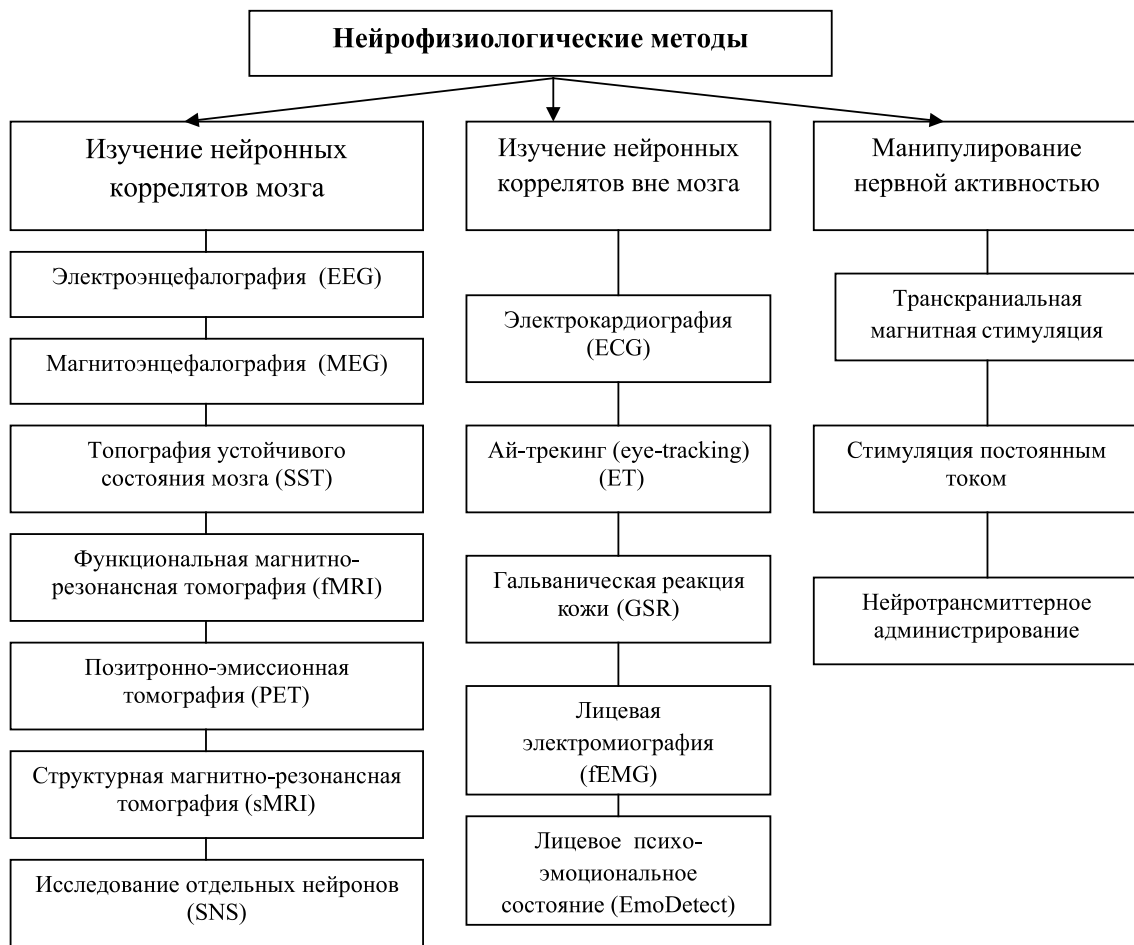 Нейрофизиологические методы
Изучение нейронных
коррелятов мозга
Электроэнцефалография (EEG)
Магнитоэнцефалография (MEG)
Топография устойчивого
состояния мозга (SST)
Функциональная магнитно-
резонансная томография (fMRI)
Позитронно-эмиссионная
томография (PET)
Структурная магнитно-резонансная
томография (sMRI)
Исследование отдельных нейронов
(SNS)
Изучение нейронных
коррелятов вне мозга
Электрокардиография
(ECG)
Ай-трекинг (eye-tracking)
(ET)
Гальваническая реакция
кожи (GSR)
Лицевая
электромиография
(fEMG)
Лицевое психо-
эмоциональное
состояние (EmoDetect)
Манипулирование
нервной активностью
Транскраниальная
магнитная стимуляция
Стимуляция постоянным
током
Нейротрансмиттерное
администрирование